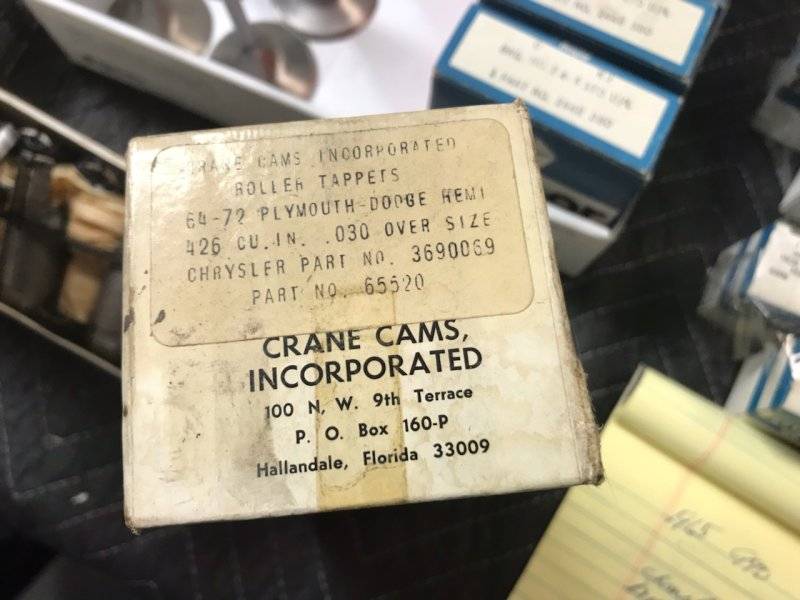 CRANE CAMS INCORPORATED
ROLLER TAPPETS
64-72 PLYMOUTH-DODGE HEMI
426 CU.IN. .030 OVER SIZE
CHRYSLER PART NO. 3690069
PART NO. 65520
CRANE CAMS,
INCORPORATED
100 N. W. 9th Terrace
P. O. Box 160-P
Hallandale, Florida 33009